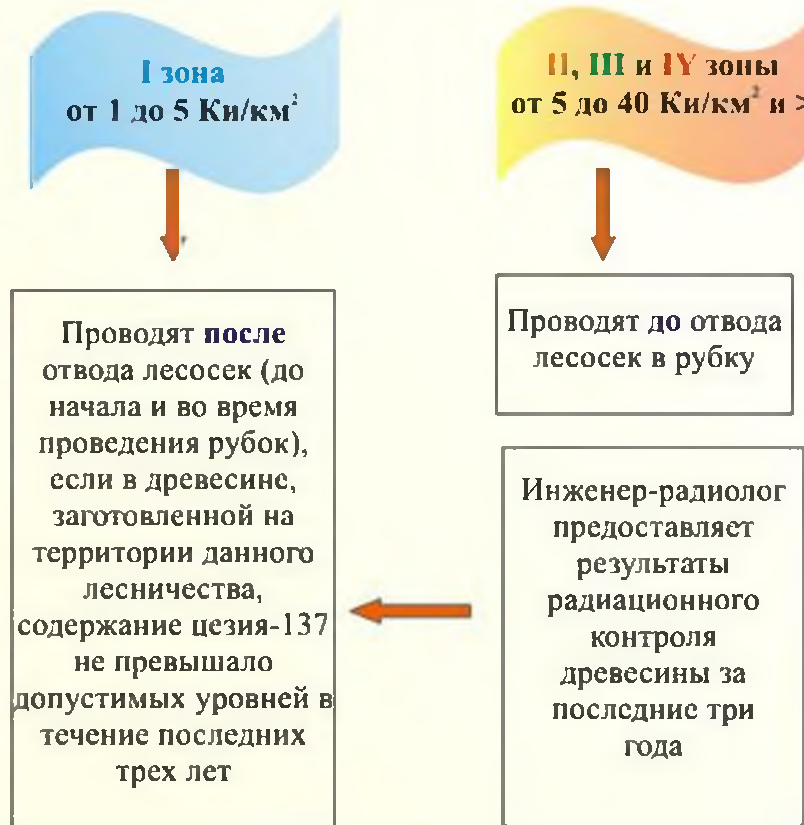 I зона
от 1 до 5 Ки/км²
II, III и IY зоны
от 5 до 40 Ки/км² и >
Проводят после
отвода лесосек (до
начала и во время
проведения рубок),
если в древесине,
заготовленной на
территории данного
лесничества,
содержание цезия-137
не превышало
допустимых уровней в
течение последних
трех лет
Проводят до отвода
лесосек в рубку
Инженер-радиолог
предоставляет
результаты
радиационного
контроля
древесины за
последние три
года